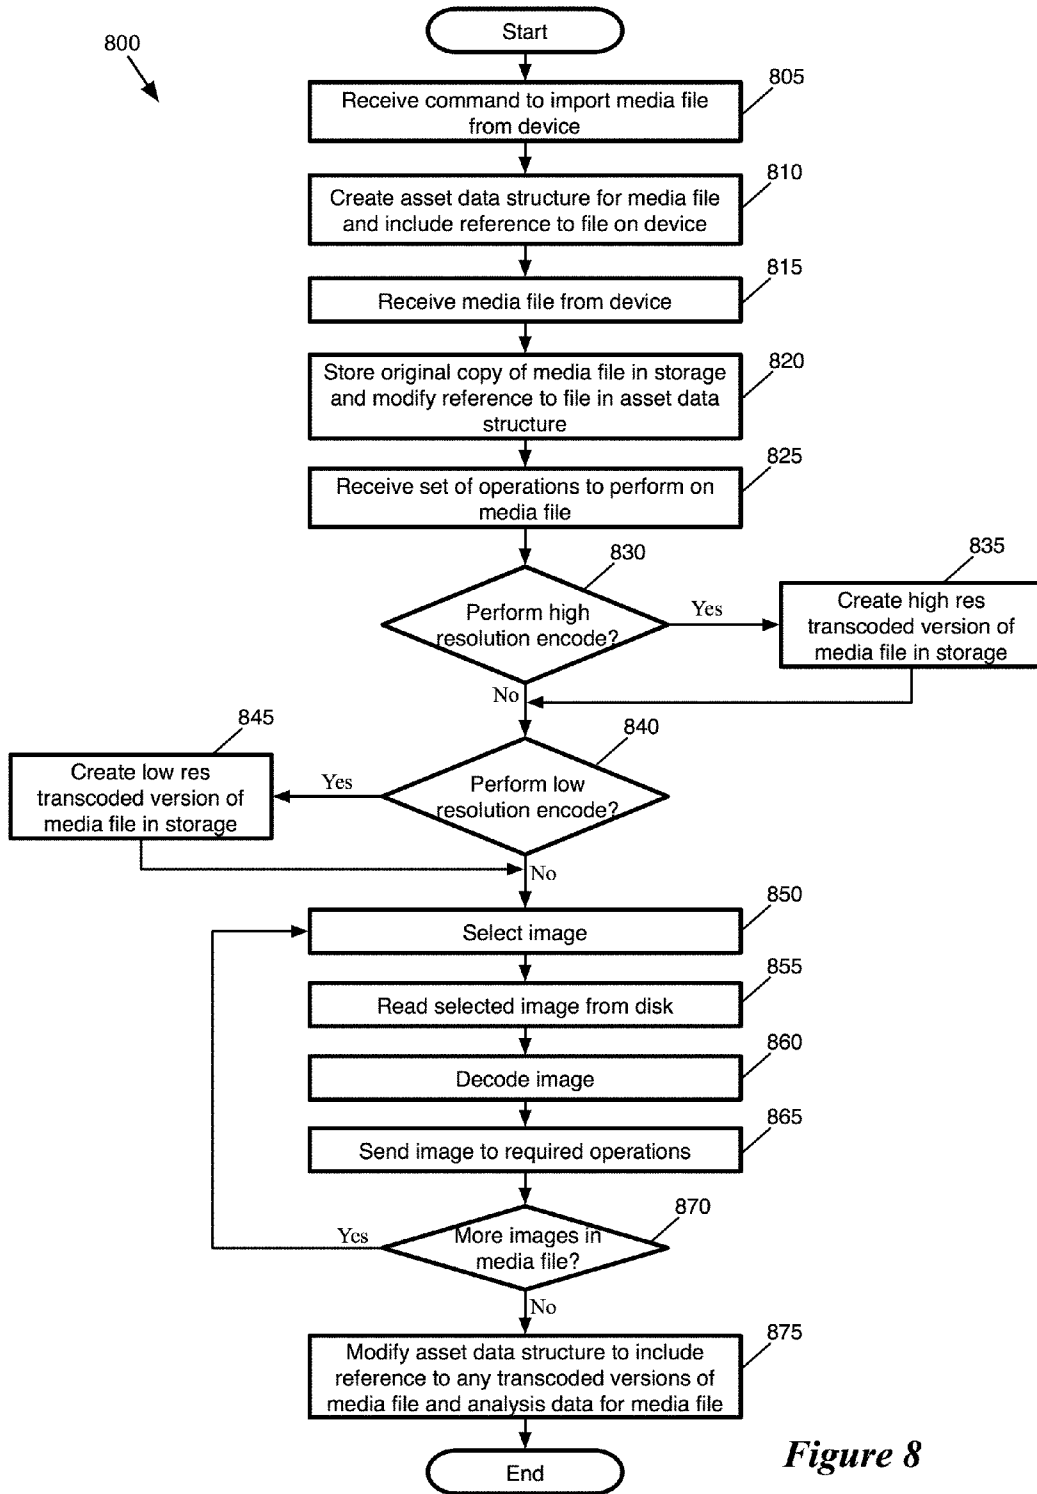 Start
800
805
Receive command to import media file
from device
810
Create asset data structure for media file
and include reference to file on device
815
Receive media file from device
820
Store original copy of media file in storage
and modify reference to file in asset data
structure
825
Receive set of operations to perform on
media file
830
Perform high
resolution encode?
Yes
835
Create high res
transcoded version of
media file in storage
No
840
Perform low
resolution encode?
Yes
845
Create low res
transcoded version of
media file in storage
No
850
Select image
855
Read selected image from disk
860
Decode image
865
Send image to required operations
870
More images in
media file?
Yes
No
875
Modify asset data structure to include
reference to any transcoded versions of
media file and analysis data for media file
End
Figure 8